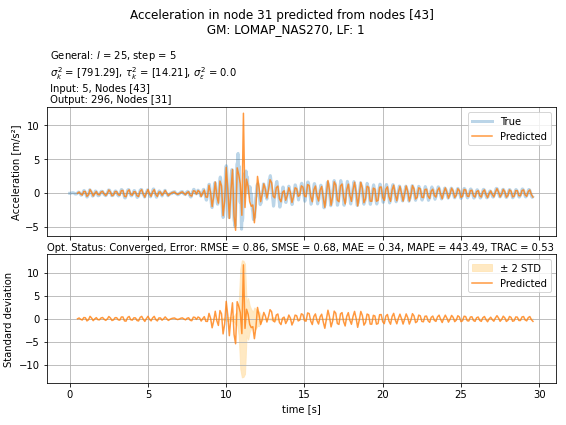 Acceleration in node 31 predicted from nodes [43]
GM: LOMAP_NAS270, LF: 1
General: l = 25, step = 5
σ²ₖ = [791.29], τ²ₖ = [14.21], σ²ε = 0.0
Input: 5, Nodes [43]
Output: 296, Nodes [31]
Acceleration [m/s²]
10
5
0
−5
True
Predicted
Opt. Status: Converged, Error: RMSE = 0.86, SMSE = 0.68, MAE = 0.34, MAPE = 443.49, TRAC = 0.53
Standard deviation
10
5
0
−5
−10
± 2 STD
Predicted
0 5 10 15 20 25 30
time [s]